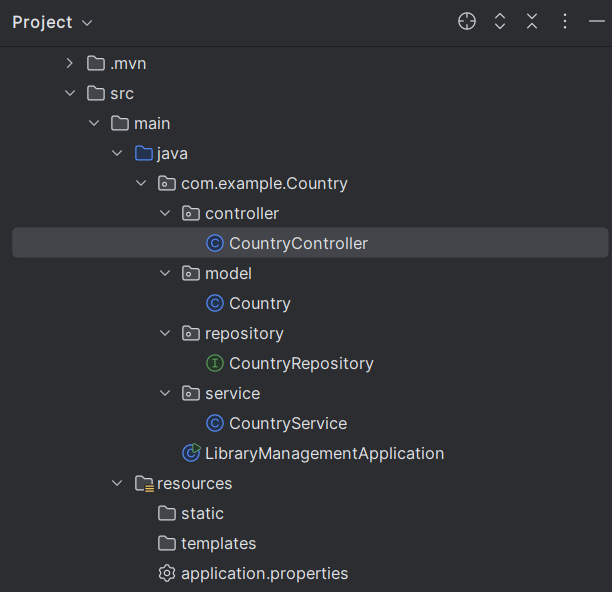 Project
.mvn
src
main
java
com.example.Country
controller
C CountryController
model
C Country
repository
I CountryRepository
service
C CountryService
C LibraryManagementApplication
resources
static
templates
application.properties